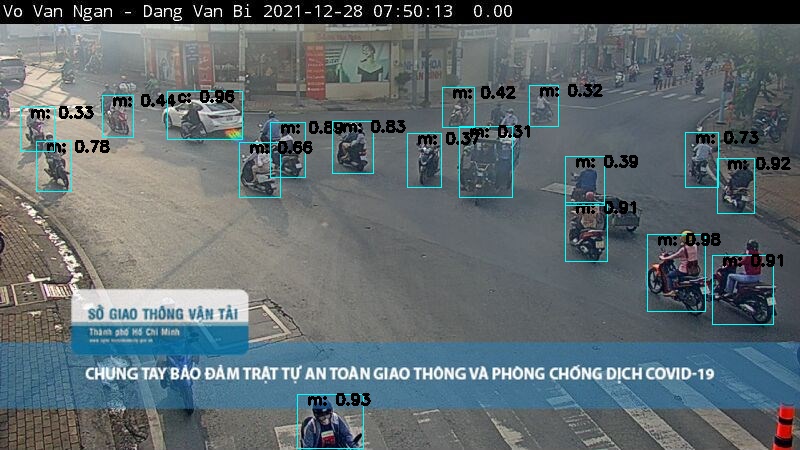 Vo Van Ngan - Dang Van Bi 2021-12-28 07:50:13 0.00
m: 0.33
m: 0.44
c: 0.96
m: 0.42
m: 0.32
m: 0.78
m: 0.66
m: 0.89
m: 0.83
m: 0.37
m: 0.31
m: 0.39
m: 0.73
m: 0.92
m: 0.91
m: 0.98
m: 0.91
SỞ GIAO THÔNG VẬN TẢI
Thành phố Hồ Chí Minh
CHUNG TAY BẢO ĐẢM TRẬT TỰ AN TOÀN GIAO THÔNG VÀ PHÒNG CHỐNG DỊCH COVID-19
m: 0.93